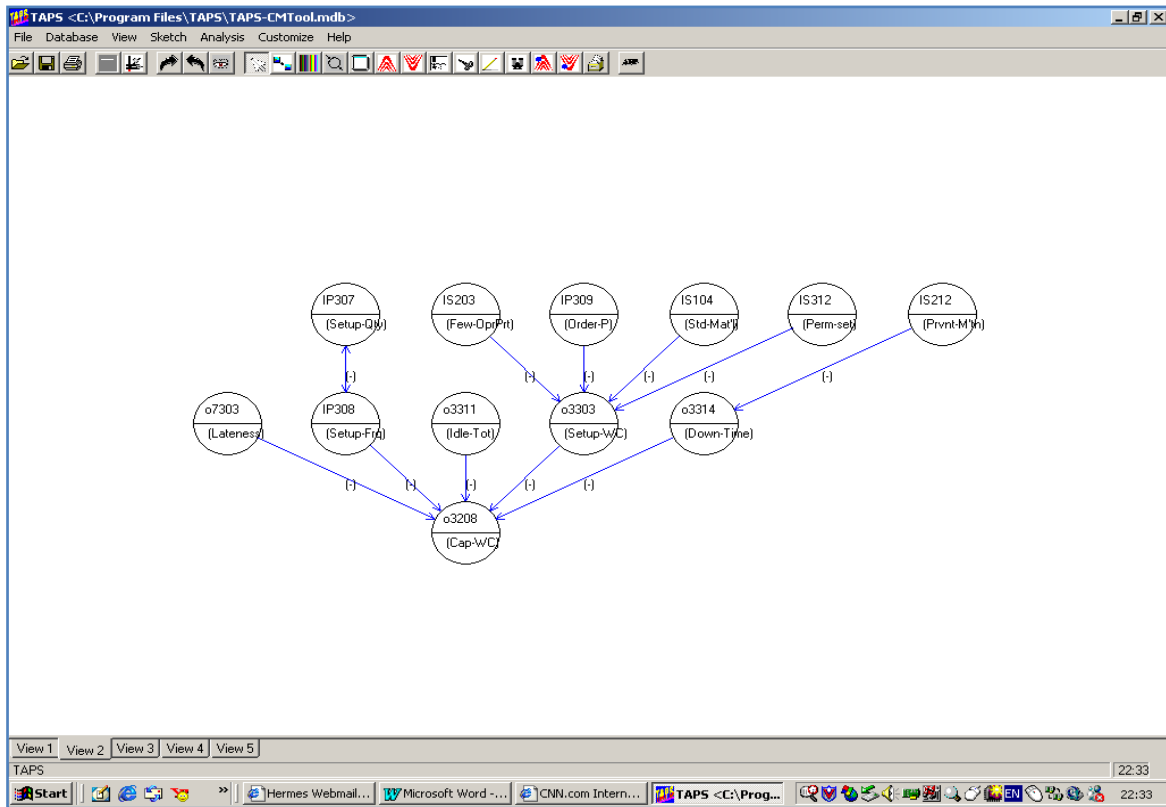 TAPS <C:\Program Files\TAPS\TAPS-CMTool.mdb>
File Database View Sketch Analysis Customize Help
IP307 IS203 IP309 IS104 IS312 IS212
(Setup-Qty) (Few-OprPrt) (Order-P) (Std-Mat'l) (Perm-set) (Prvnt-M'tn)
(-) (-) (-) (-) (-) (-)
o7303 IP308 o3311 o3303 o3314
(Lateness) (Setup-Frq) (Idle-Tot) (Setup-WC) (Down-Time)
(-) (-) (-) (-) (-)
o3208
(Cap-WC)
View 1 View 2 View 3 View 4 View 5
TAPS 22:33
Start » Hermes Webmail... Microsoft Word -... CNN.com Intern... TAPS <C:\Prog... EN 22:33